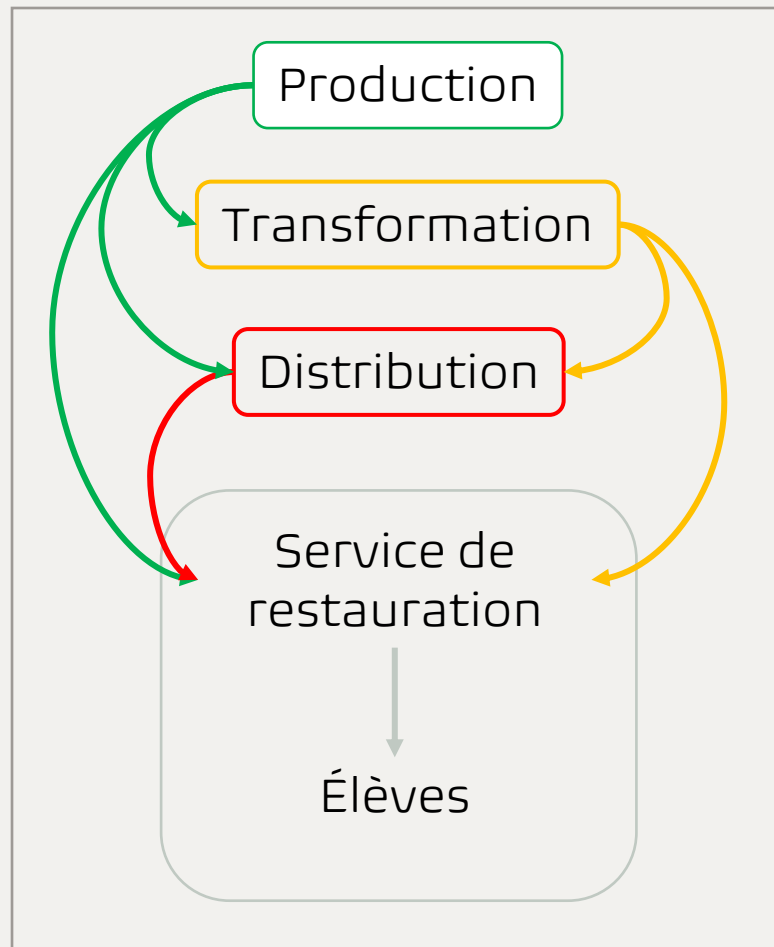 Production
Transformation
Distribution
Service de
restauration
Élèves